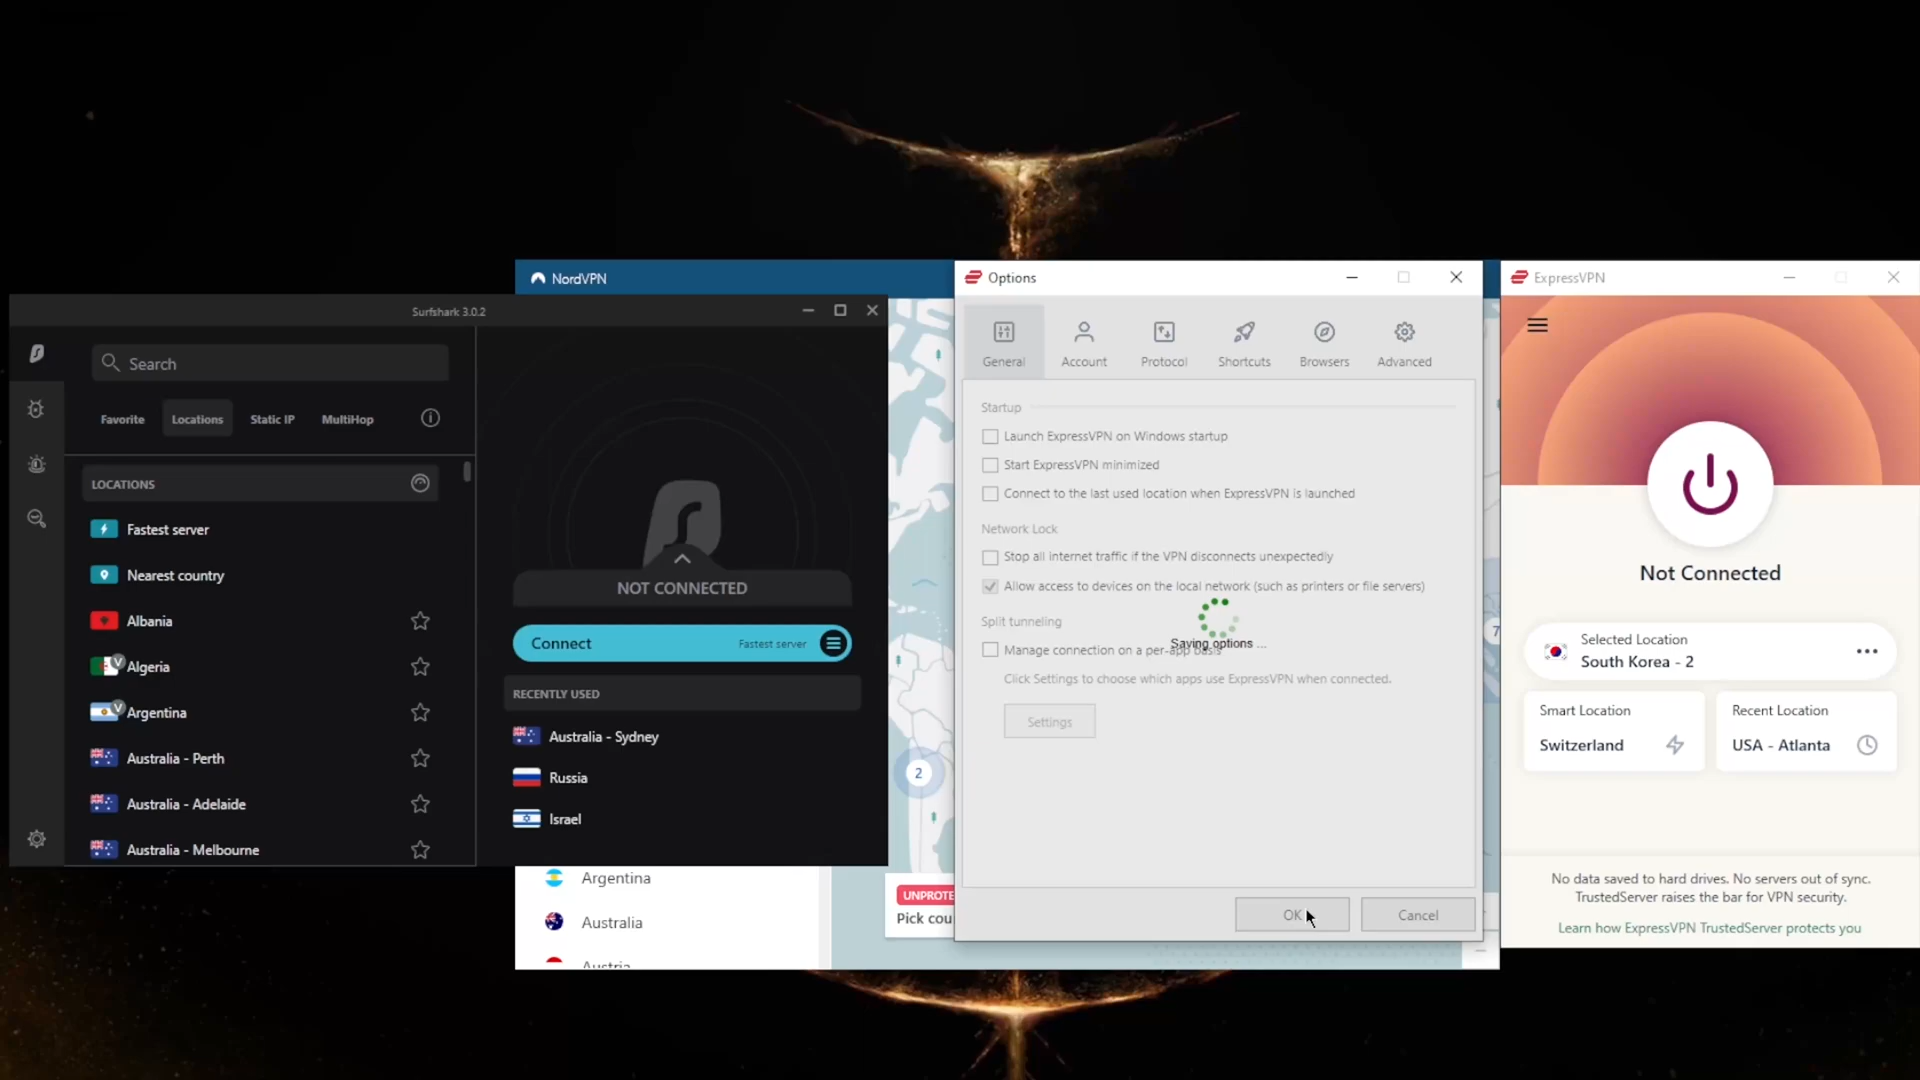 Surfshark 3.0.2
Search
Favorite
Locations
Static IP
MultiHop
LOCATIONS
Fastest server
Nearest country
Albania
Algeria
Argentina
Australia - Perth
Australia - Adelaide
Australia - Melbourne
NOT CONNECTED
Connect
Fastest server
RECENTLY USED
Australia - Sydney
Russia
Israel
NordVPN
2
7
UNPROTE
Pick cou
Argentina
Australia
Austria
Options
General
Account
Protocol
Shortcuts
Browsers
Advanced
Startup
Launch ExpressVPN on Windows startup
Start ExpressVPN minimized
Connect to the last used location when ExpressVPN is launched
Network Lock
Stop all internet traffic if the VPN disconnects unexpectedly
Allow access to devices on the local network (such as printers or file servers)
Split tunneling
Saving options ...
Manage connection on a per-app basis
Click Settings to choose which apps use ExpressVPN when connected.
Settings
OK
Cancel
ExpressVPN
Not Connected
Selected Location
South Korea - 2
Smart Location
Switzerland
Recent Location
USA - Atlanta
No data saved to hard drives. No servers out of sync.
TrustedServer raises the bar for VPN security.
Learn how ExpressVPN TrustedServer protects you